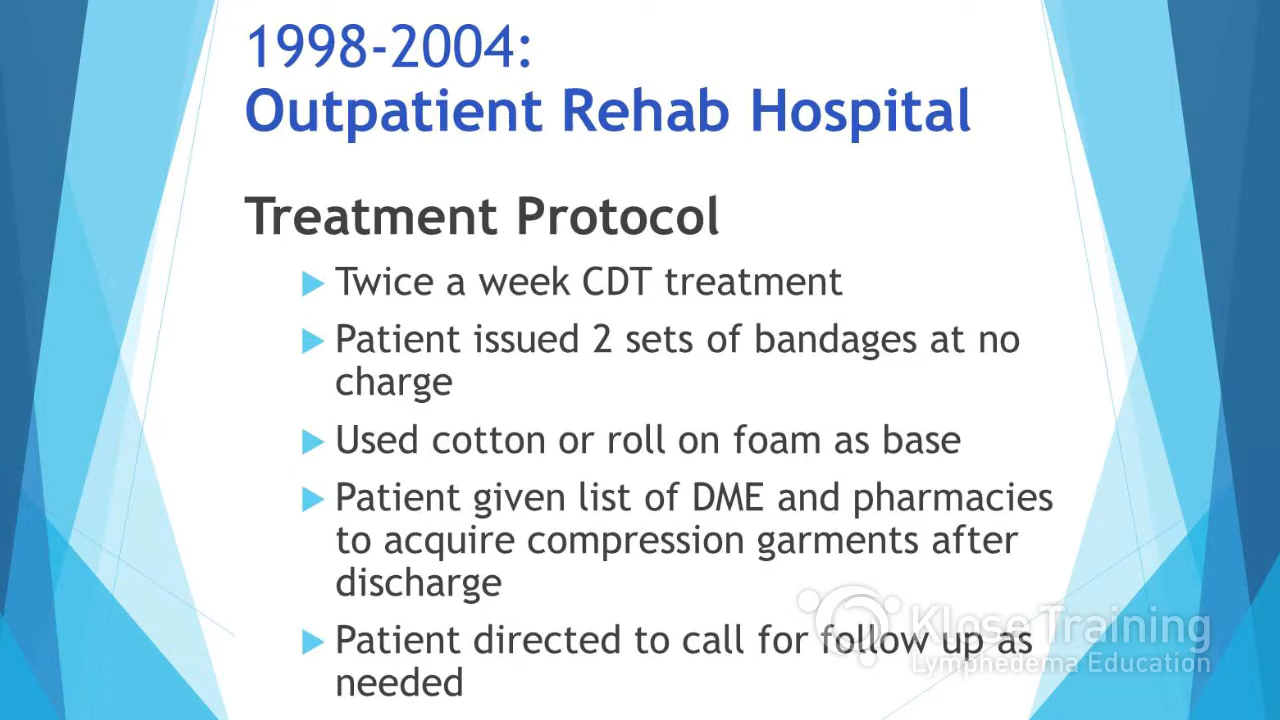 1998-2004:
Outpatient Rehab Hospital
Treatment Protocol
Twice a week CDT treatment
Patient issued 2 sets of bandages at no
charge
Used cotton or roll on foam as base
Patient given list of DME and pharmacies
to acquire compression garments after
discharge
Patient directed to call for follow up as
needed
Klose Training
Lymphedema Education